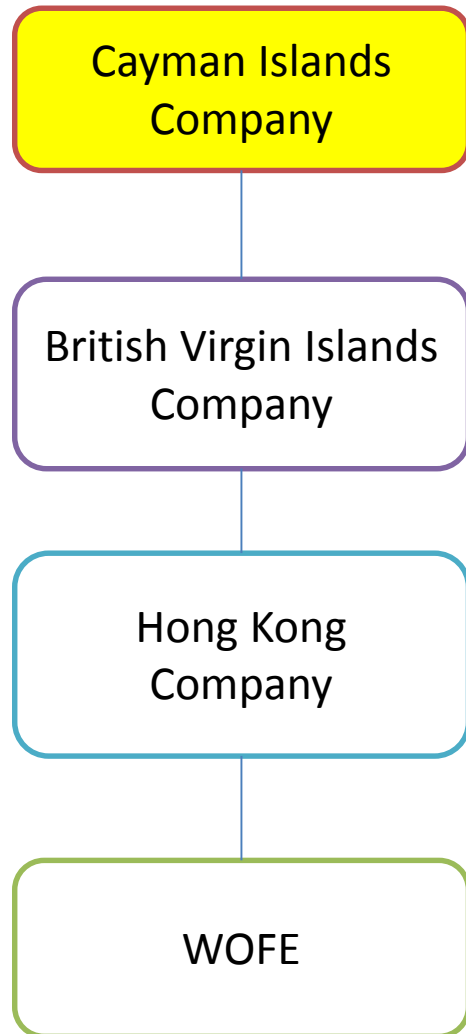 Cayman Islands
Company
British Virgin Islands
Company
Hong Kong
Company
WOFE